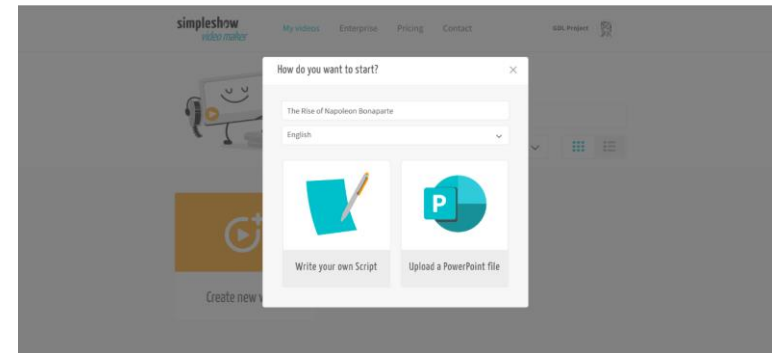 simpleshow
video maker
My videos Enterprise Pricing Contact GDL Project
How do you want to start?
The Rise of Napoleon Bonaparte
English
P
Write your own Script Upload a PowerPoint file
Create new v